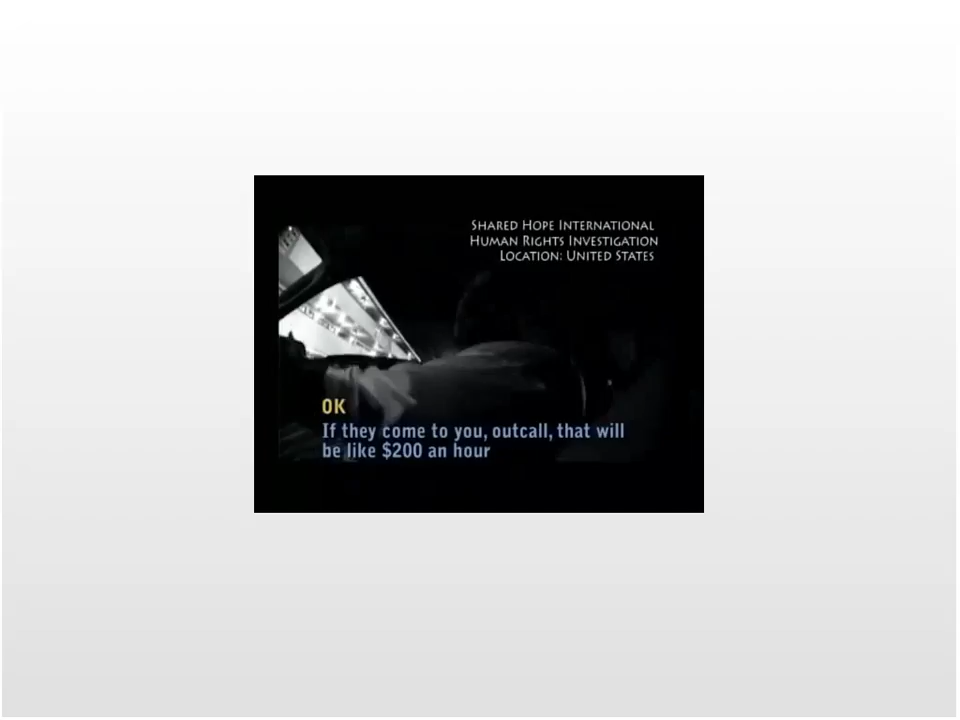 SHARED HOPE INTERNATIONAL
HUMAN RIGHTS INVESTIGATION
LOCATION: UNITED STATES
OK
If they come to you, outcall, that will
be like $200 an hour